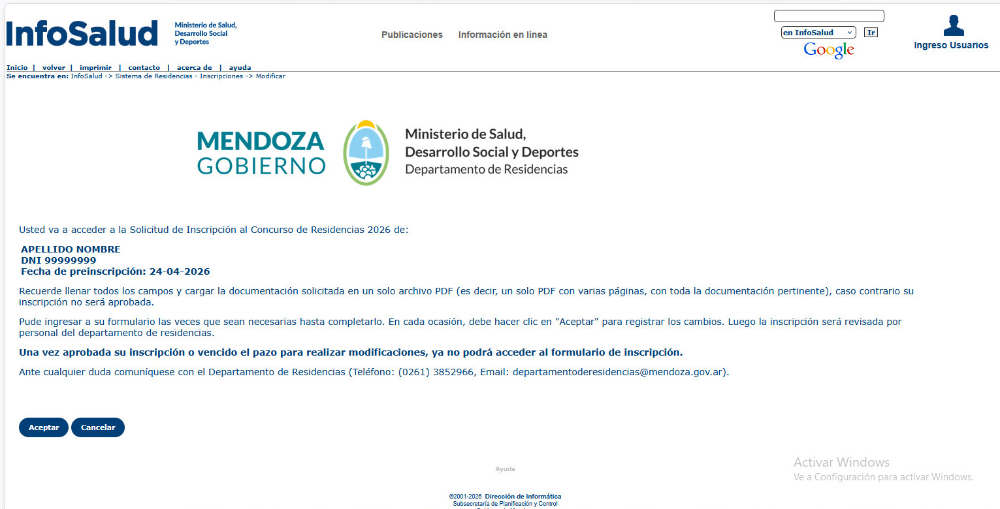 InfoSalud
Ministerio de Salud,
Desarrollo Social
y Deportes
Publicaciones Información en línea
en InfoSalud Ir
Google
Ingreso Usuarios
Inicio | volver | imprimir | contacto | acerca de | ayuda
Se encuentra en: InfoSalud -> Sistema de Residencias - Inscripciones -> Modificar
MENDOZA
GOBIERNO
Ministerio de Salud,
Desarrollo Social y Deportes
Departamento de Residencias
Usted va a acceder a la Solicitud de Inscripción al Concurso de Residencias 2026 de:
APELLIDO NOMBRE
DNI 99999999
Fecha de preinscripción: 24-04-2026
Recuerde llenar todos los campos y cargar la documentación solicitada en un solo archivo PDF (es decir, un solo PDF con varias páginas, con toda la documentación pertinente), caso contrario su
inscripción no será aprobada.
Pude ingresar a su formulario las veces que sean necesarias hasta completarlo. En cada ocasión, debe hacer clic en "Aceptar" para registrar los cambios. Luego la inscripción será revisada por
personal del departamento de residencias.
Una vez aprobada su inscripción o vencido el pazo para realizar modificaciones, ya no podrá acceder al formulario de inscripción.
Ante cualquier duda comuníquese con el Departamento de Residencias (Teléfono: (0261) 3852966, Email: departamentoderesidencias@mendoza.gov.ar).
Aceptar Cancelar
Activar Windows
Ve a Configuración para activar Windows.
Ayuda
©2001-2026 Dirección de Informática
Subsecretaría de Planificación y Control